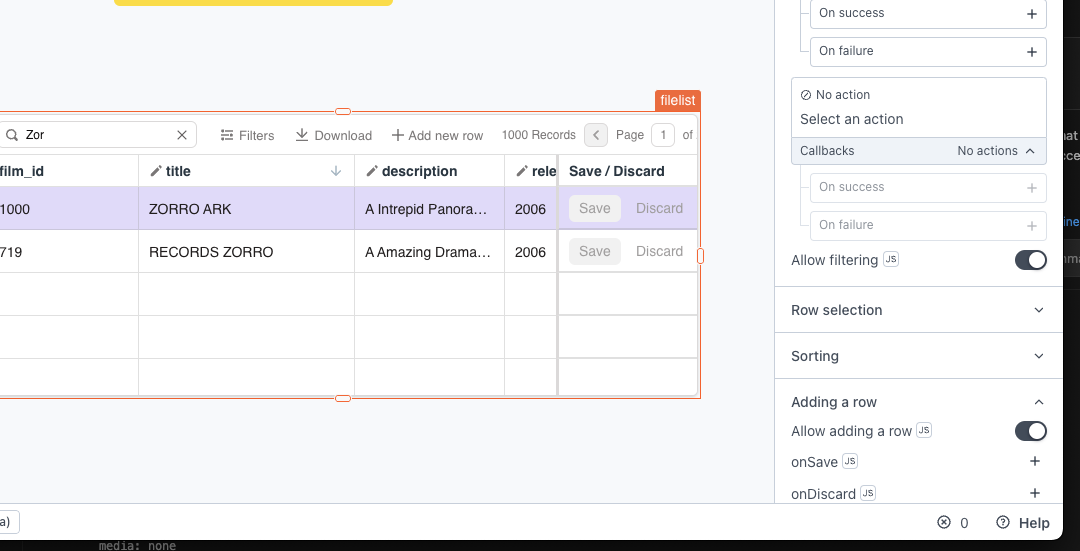 On success
On failure
filelist
Zor
Filters
Download
Add new row
1000 Records
Page
1
of
No action
Select an action
Callbacks
No actions
film_id
title
description
rele
Save / Discard
1000
ZORRO ARK
A Intrepid Panora…
2006
Save
Discard
719
RECORDS ZORRO
A Amazing Drama…
2006
Save
Discard
On success
On failure
Allow filtering
JS
Row selection
Sorting
Adding a row
Allow adding a row
JS
onSave
JS
onDiscard
JS
a)
0
Help
media: none